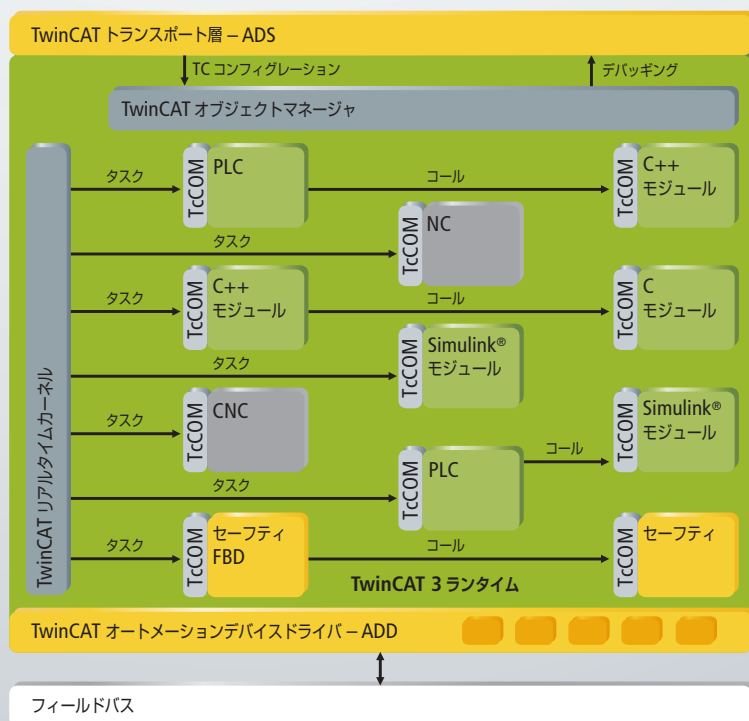 TwinCAT トランスポート層 – ADS
TC コンフィグレーション
デバッギング
TwinCAT オブジェクトマネージャ
TwinCAT リアルタイムカーネル
タスク
TcCOM
PLC
コール
TcCOM
C++
モジュール
タスク
TcCOM
NC
タスク
TcCOM
C++
モジュール
コール
TcCOM
C
モジュール
タスク
TcCOM
Simulink®
モジュール
タスク
TcCOM
CNC
コール
TcCOM
Simulink®
モジュール
タスク
TcCOM
PLC
タスク
TcCOM
セーフティ
FBD
コール
TcCOM
セーフティ
TwinCAT 3 ランタイム
TwinCAT オートメーションデバイスドライバ – ADD
フィールドバス